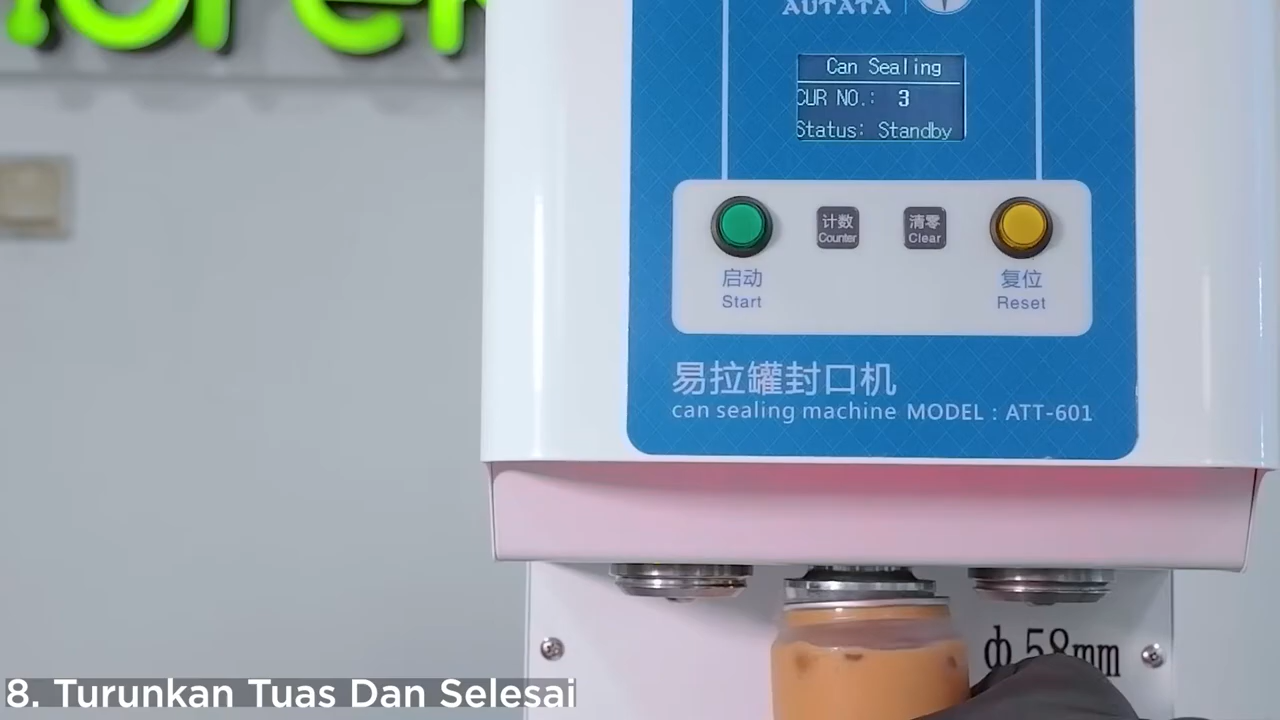 AUTATA
Can Sealing
CUR NO.: 3
Status: Standby
计数
Counter
清零
Clear
启动
Start
复位
Reset
易拉罐封口机
can sealing machine MODEL : ATT-601
ф 58mm
8. Turunkan Tuas Dan Selesai